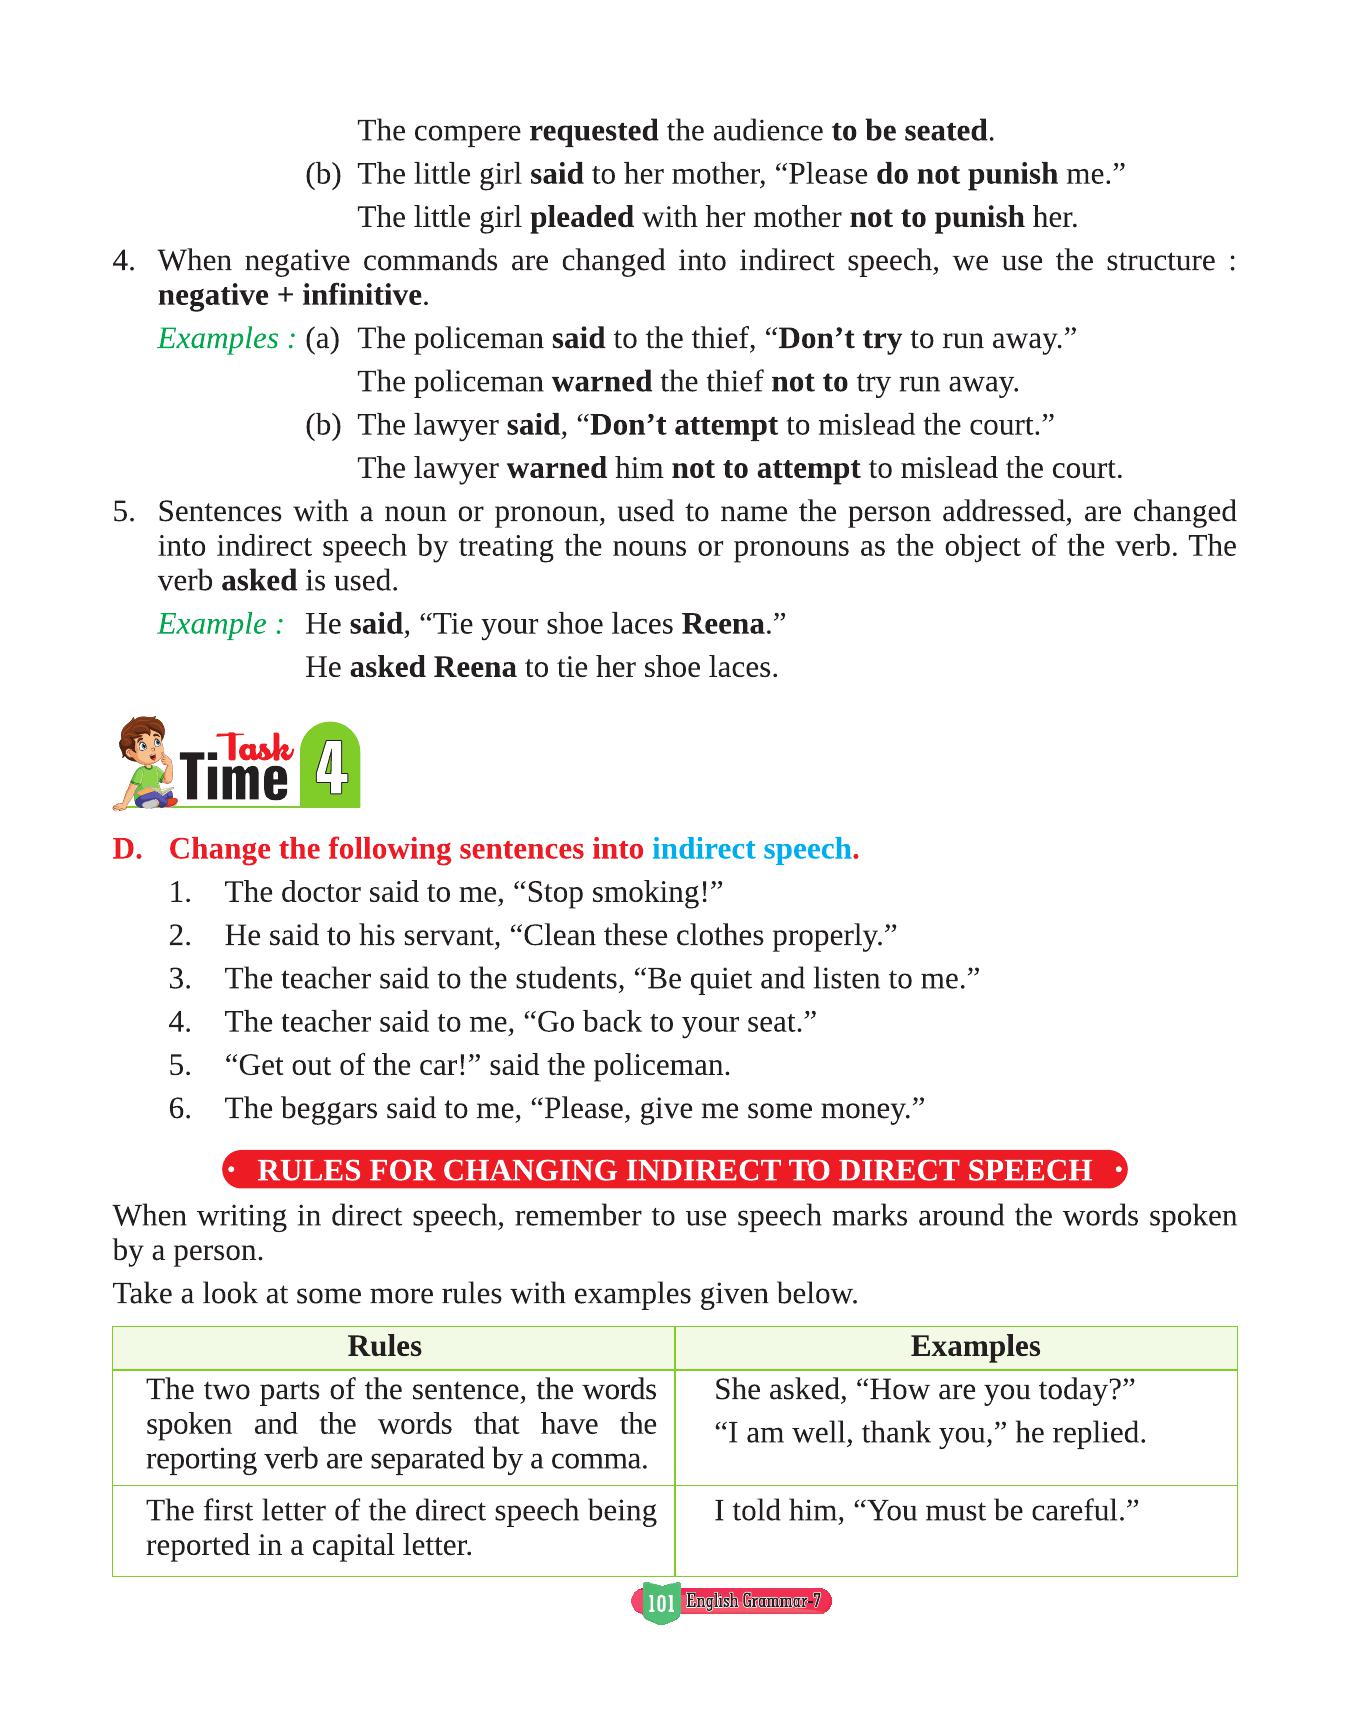 The compere requested the audience to be seated.
(b) The little girl said to her mother, “Please do not punish me.”
The little girl pleaded with her mother not to punish her.
4. When negative commands are changed into indirect speech, we use the structure :
negative + infinitive.
Examples : (a) The policeman said to the thief, “Don’t try to run away.”
The policeman warned the thief not to try run away.
(b) The lawyer said, “Don’t attempt to mislead the court.”
The lawyer warned him not to attempt to mislead the court.
5. Sentences with a noun or pronoun, used to name the person addressed, are changed
into indirect speech by treating the nouns or pronouns as the object of the verb. The
verb asked is used.
Example : He said, “Tie your shoe laces Reena.”
He asked Reena to tie her shoe laces.
Task
Time 4
D. Change the following sentences into indirect speech.
1. The doctor said to me, “Stop smoking!”
2. He said to his servant, “Clean these clothes properly.”
3. The teacher said to the students, “Be quiet and listen to me.”
4. The teacher said to me, “Go back to your seat.”
5. “Get out of the car!” said the policeman.
6. The beggars said to me, “Please, give me some money.”
• RULES FOR CHANGING INDIRECT TO DIRECT SPEECH •
When writing in direct speech, remember to use speech marks around the words spoken
by a person.
Take a look at some more rules with examples given below.
Rules Examples
The two parts of the sentence, the words
spoken and the words that have the
reporting verb are separated by a comma.
She asked, “How are you today?”
“I am well, thank you,” he replied.
The first letter of the direct speech being
reported in a capital letter.
I told him, “You must be careful.”
101 English Grammar-7